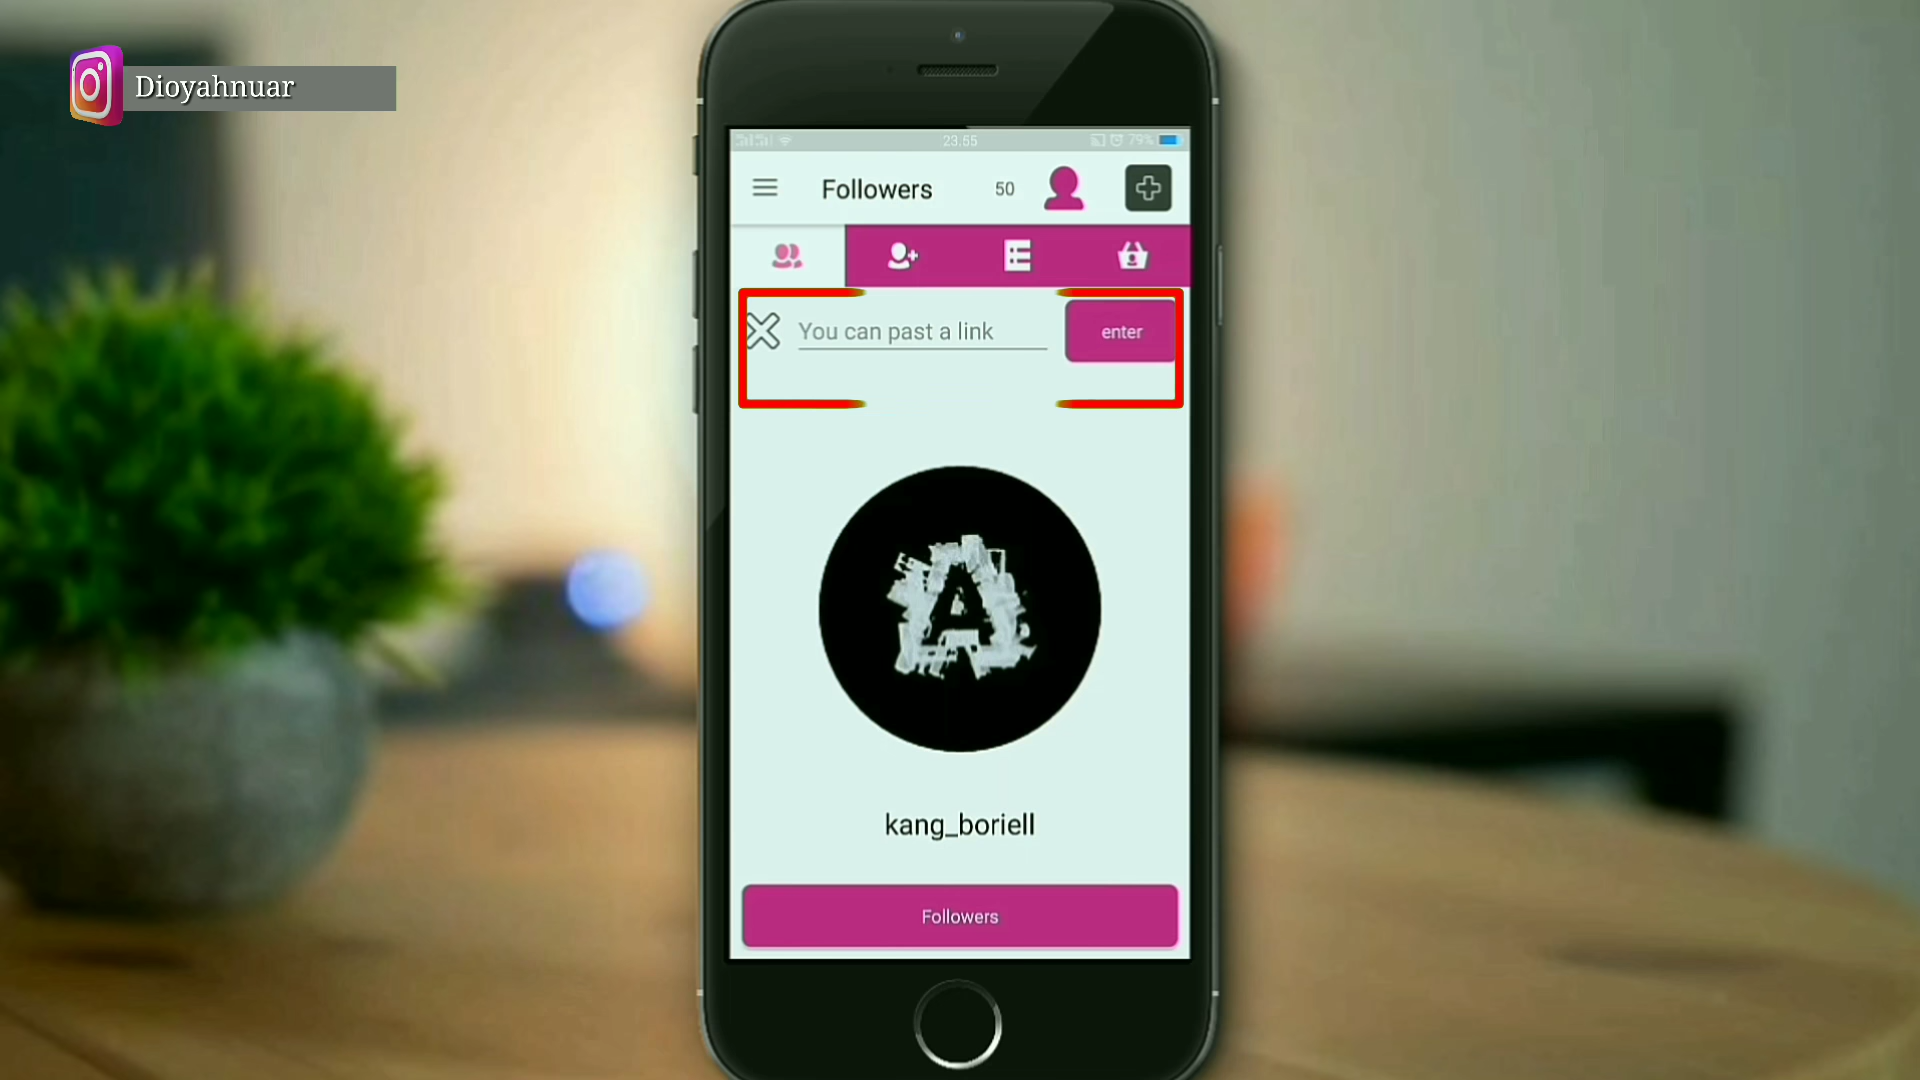 Dioyahnuar
23.55
79%
Followers
50
You can past a link
enter
kang_boriell
Followers